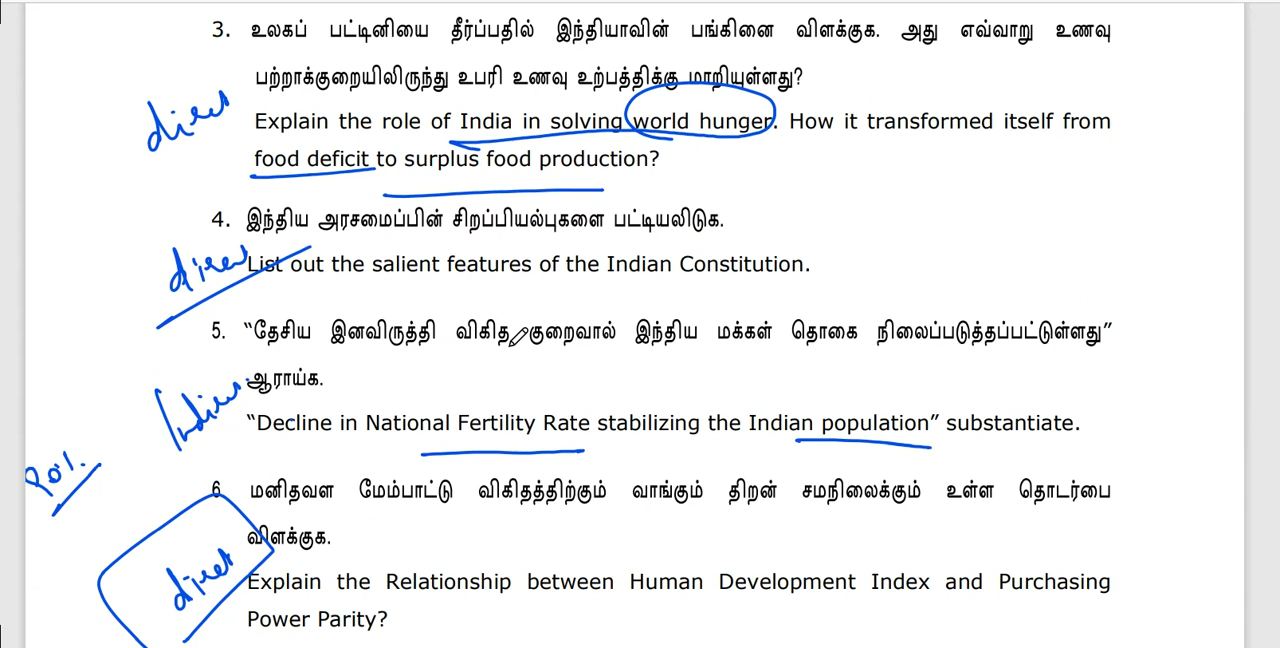 3. உலகப் பட்டினியை தீர்ப்பதில் இந்தியாவின் பங்கினை விளக்குக. அது எவ்வாறு உணவு
பற்றாக்குறையிலிருந்து உபரி உணவு உற்பத்திக்கு மாறியுள்ளது?
direct
Explain the role of India in solving world hunger. How it transformed itself from
food deficit to surplus food production?
4. இந்திய அரசமைப்பின் சிறப்பியல்புகளை பட்டியலிடுக.
direct
List out the salient features of the Indian Constitution.
5. “தேசிய இனவிருத்தி விகித குறைவால் இந்திய மக்கள் தொகை நிலைப்படுத்தப்பட்டுள்ளது”
ஆராய்க.
“Decline in National Fertility Rate stabilizing the Indian population” substantiate.
90%
6 மனிதவள மேம்பாட்டு விகிதத்திற்கும் வாங்கும் திறன் சமநிலைக்கும் உள்ள தொடர்பை
விளக்குக.
direct
Explain the Relationship between Human Development Index and Purchasing
Power Parity?